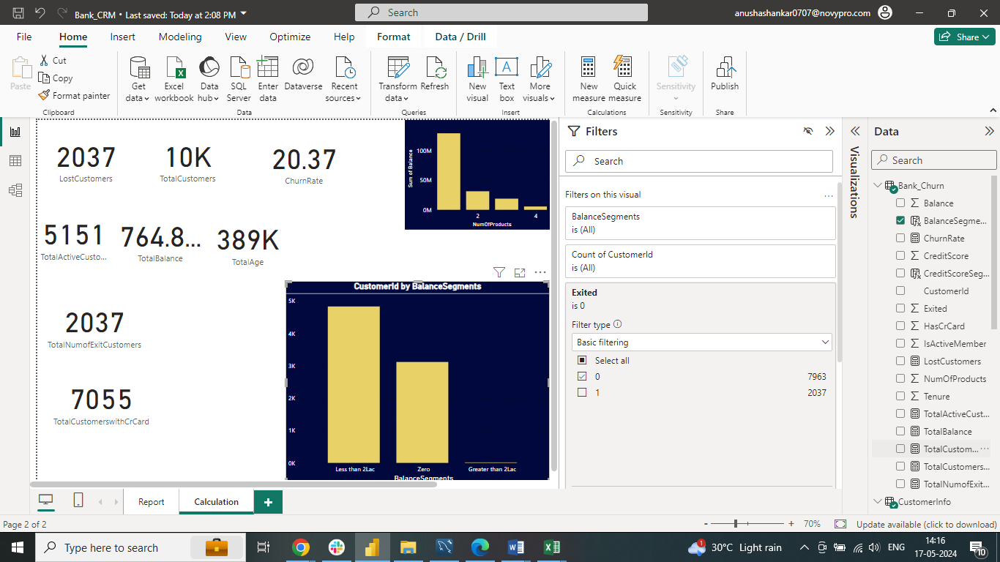 Bank_CRM • Last saved: Today at 2:08 PM
Search
anushashankar0707@novypro.com
File Home Insert Modeling View Optimize Help Format Data / Drill
Share
Paste
Cut
Copy
Format painter
Get data
Excel workbook
Data hub
SQL Server
Enter data
Dataverse
Recent sources
Transform data
Refresh
New visual
Text box
More visuals
New measure
Quick measure
Sensitivity
Publish
Clipboard Data Queries Insert Calculations Sensitivity Share
2037
LostCustomers
10K
TotalCustomers
20.37
ChurnRate
Sum of Balance
100M
50M
0M
2 4
NumOfProducts
5151
TotalActiveCusto...
764.8...
TotalBalance
389K
TotalAge
2037
TotalNumofExitCustomers
7055
TotalCustomerswithCrCard
CustomerId by BalanceSegments
5K
4K
3K
2K
1K
0K
Less than 2Lac Zero Greater than 2Lac
BalanceSegments
Filters
Search
Filters on this visual
...
BalanceSegments
is (All)
Count of CustomerId
is (All)
Exited
is 0
Filter type
Basic filtering
Select all
0 7963
1 2037
Visualizations
Data
Search
Bank_Churn
Balance
BalanceSegme...
ChurnRate
CreditScore
CreditScoreSeg...
CustomerId
Exited
HasCrCard
IsActiveMember
LostCustomers
NumOfProducts
Tenure
TotalActiveCust...
TotalBalance
TotalCustom...
TotalCustomers...
TotalNumofExit...
CustomerInfo
Report Calculation
Page 2 of 2
- + 70%
Update available (click to download)
Type here to search
1
30°C Light rain
ENG
14:16
17-05-2024
10